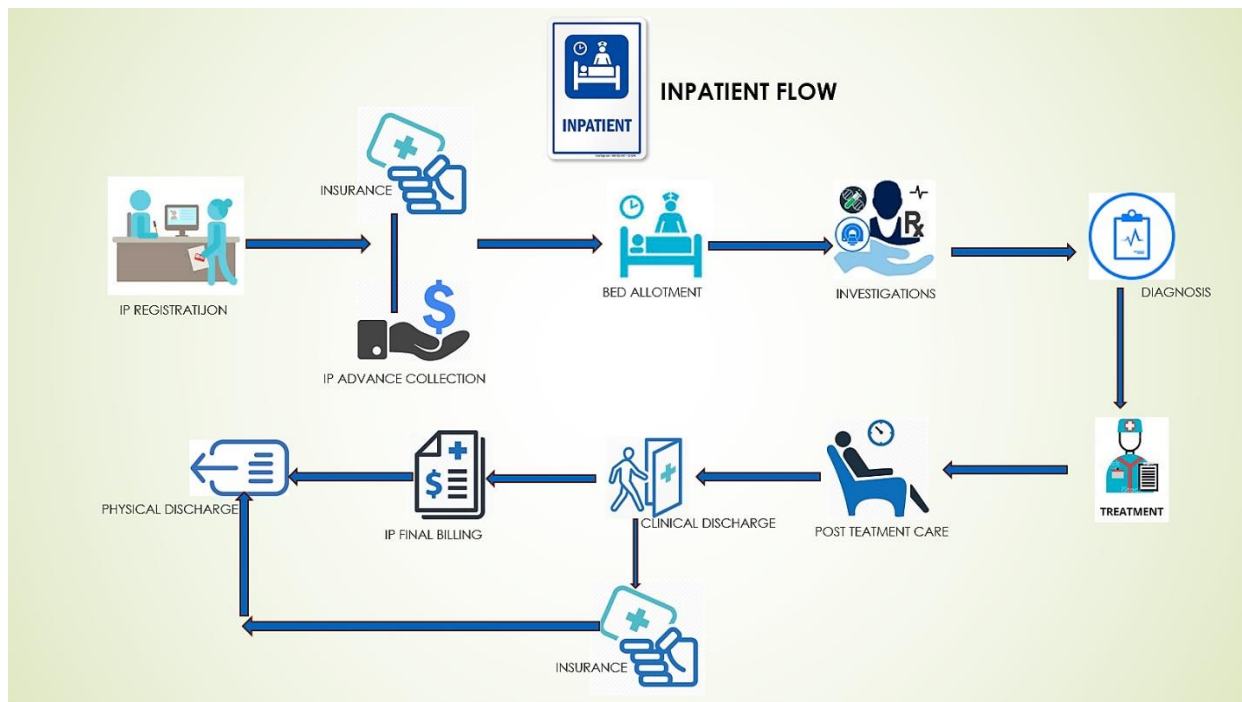 INPATIENT
INPATIENT FLOW
INSURANCE
IP REGISTRATIJON
IP ADVANCE COLLECTION
BED ALLOTMENT
Rx
INVESTIGATIONS
DIAGNOSIS
TREATMENT
POST TEATMENT CARE
CLINICAL DISCHARGE
$
IP FINAL BILLING
PHYSICAL DISCHARGE
INSURANCE